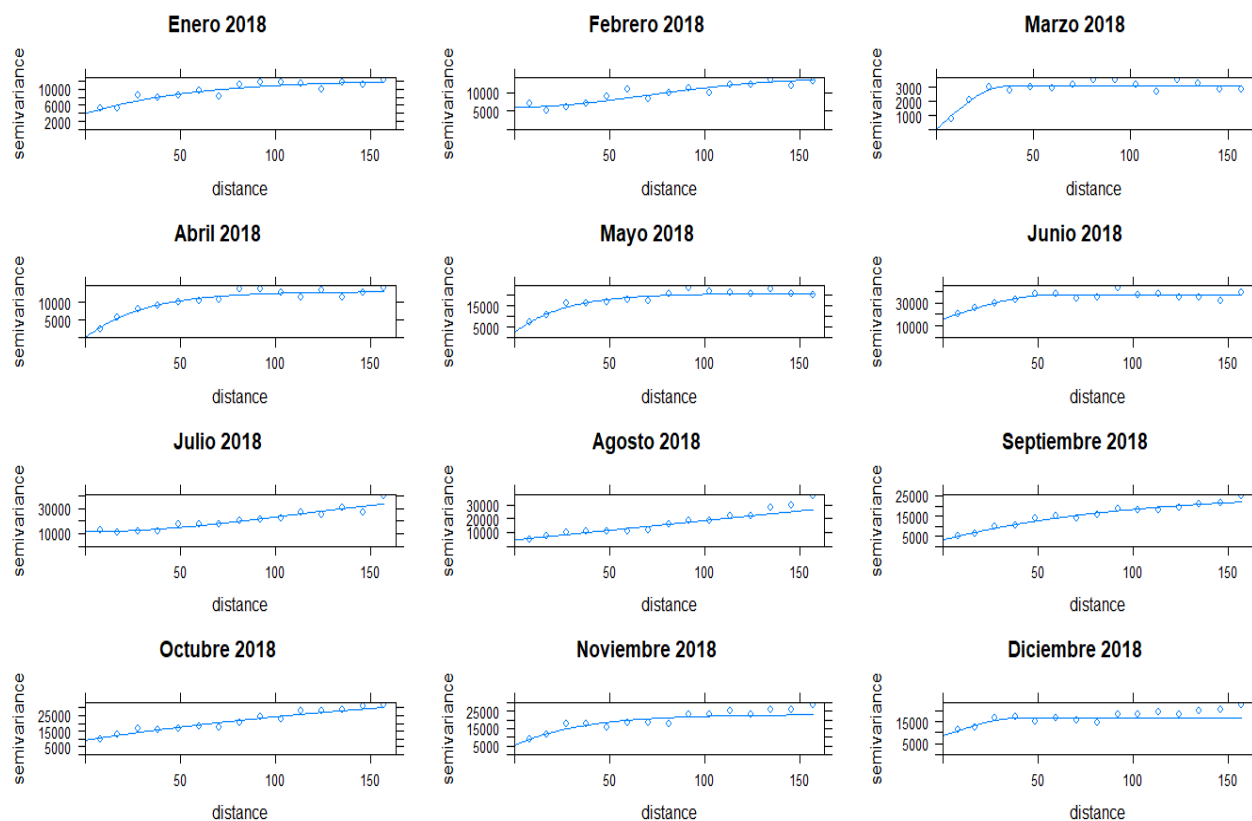 Enero 2018
semivariance
10000
6000
2000
50
100
150
distance
Febrero 2018
semivariance
10000
5000
50
100
150
distance
Marzo 2018
semivariance
3000
2000
1000
50
100
150
distance
Abril 2018
semivariance
10000
5000
50
100
150
distance
Mayo 2018
semivariance
15000
5000
50
100
150
distance
Junio 2018
semivariance
30000
10000
50
100
150
distance
Julio 2018
semivariance
30000
10000
50
100
150
distance
Agosto 2018
semivariance
30000
20000
10000
50
100
150
distance
Septiembre 2018
semivariance
25000
15000
5000
50
100
150
distance
Octubre 2018
semivariance
25000
15000
5000
50
100
150
distance
Noviembre 2018
semivariance
25000
15000
5000
50
100
150
distance
Diciembre 2018
semivariance
15000
5000
50
100
150
distance